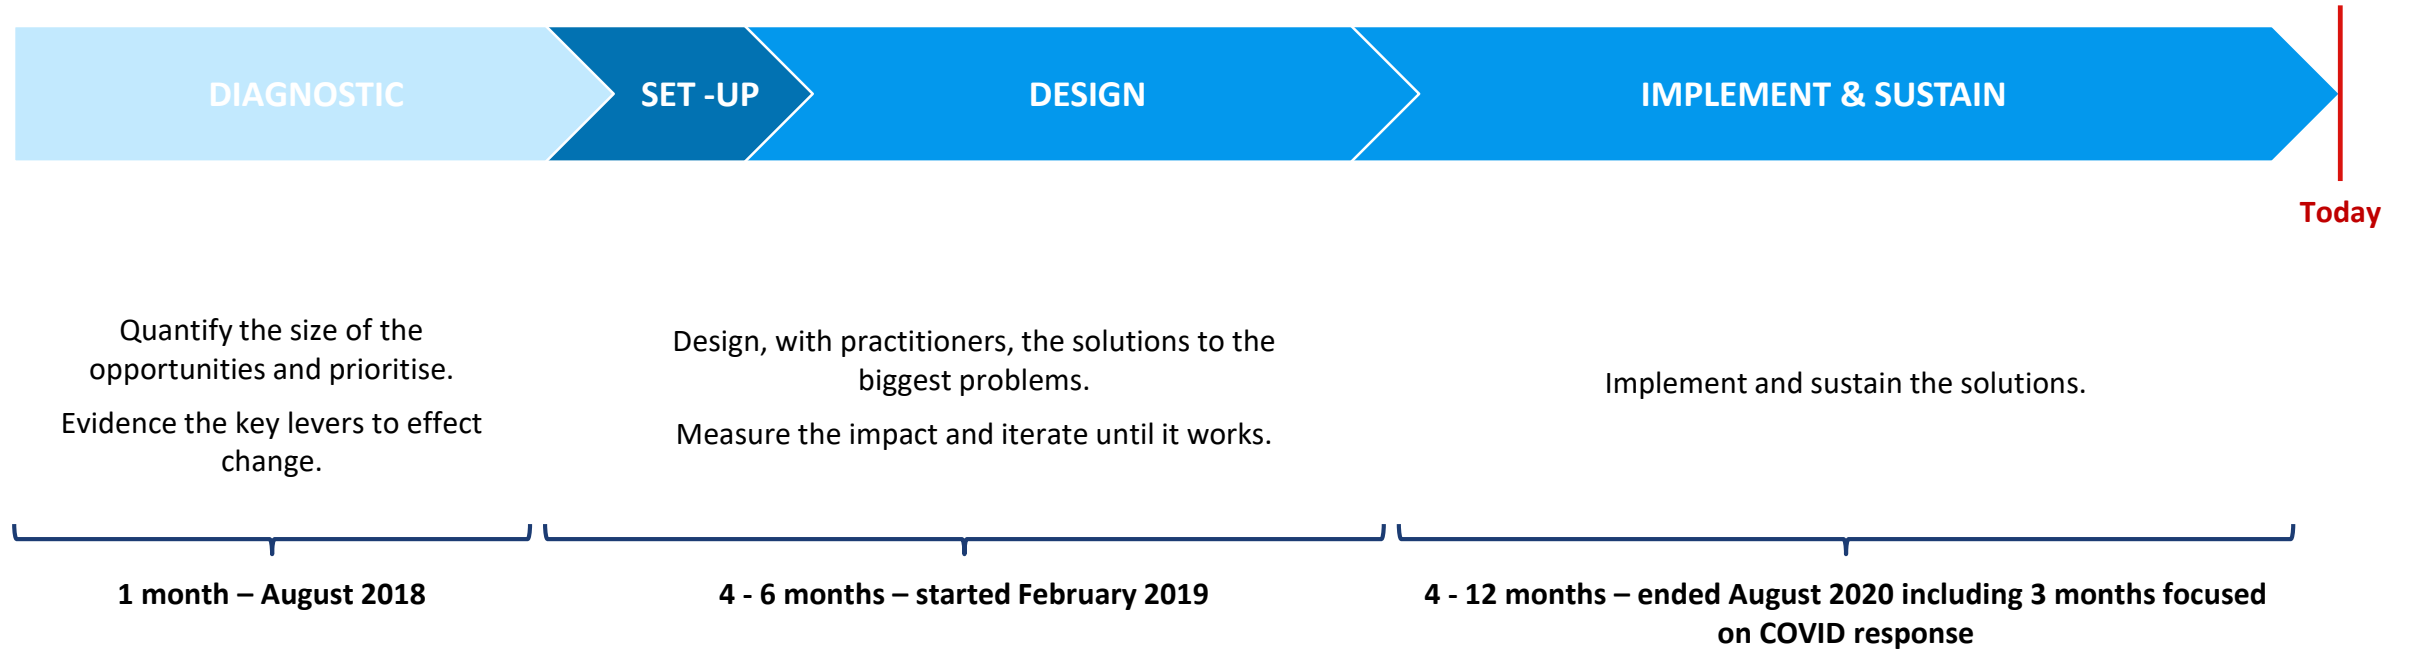 DIAGNOSTIC
SET -UP
DESIGN
IMPLEMENT & SUSTAIN
Today
Quantify the size of the
opportunities and prioritise.
Evidence the key levers to effect
change.
Design, with practitioners, the solutions to the
biggest problems.
Measure the impact and iterate until it works.
Implement and sustain the solutions.
1 month – August 2018
4 - 6 months – started February 2019
4 - 12 months – ended August 2020 including 3 months focused
on COVID response